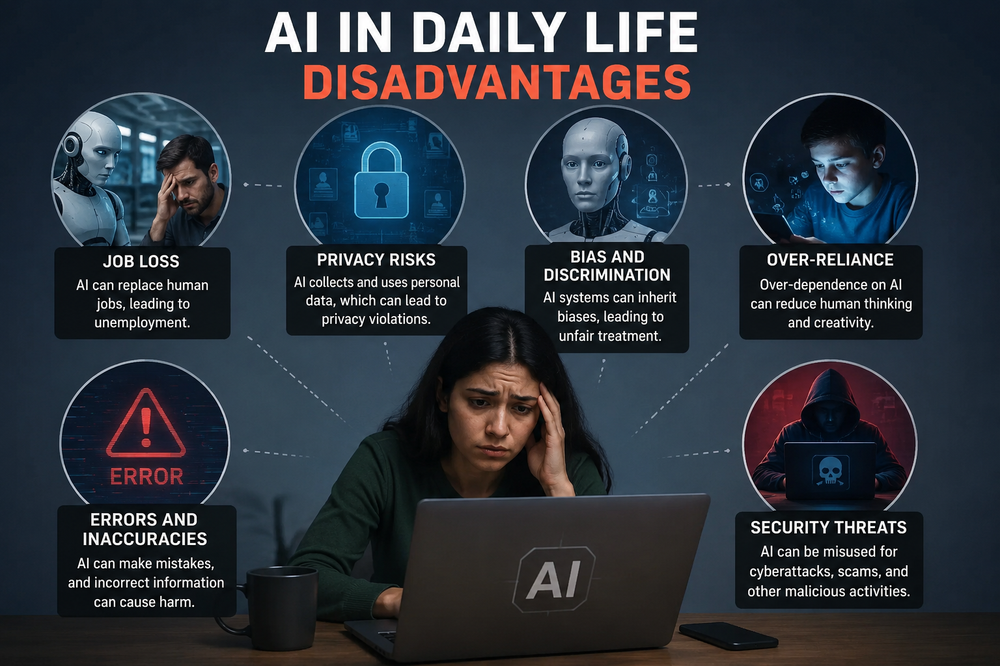 AI IN DAILY LIFE
DISADVANTAGES
JOB LOSS
AI can replace human
jobs, leading to
unemployment.
PRIVACY RISKS
AI collects and uses personal
data, which can lead to
privacy violations.
BIAS AND
DISCRIMINATION
AI systems can inherit
biases, leading to
unfair treatment.
OVER-RELIANCE
Over-dependence on AI
can reduce human thinking
and creativity.
ERROR
ERRORS AND
INACCURACIES
AI can make mistakes,
and incorrect information
can cause harm.
AI
SECURITY THREATS
AI can be misused for
cyberattacks, scams, and
other malicious activities.